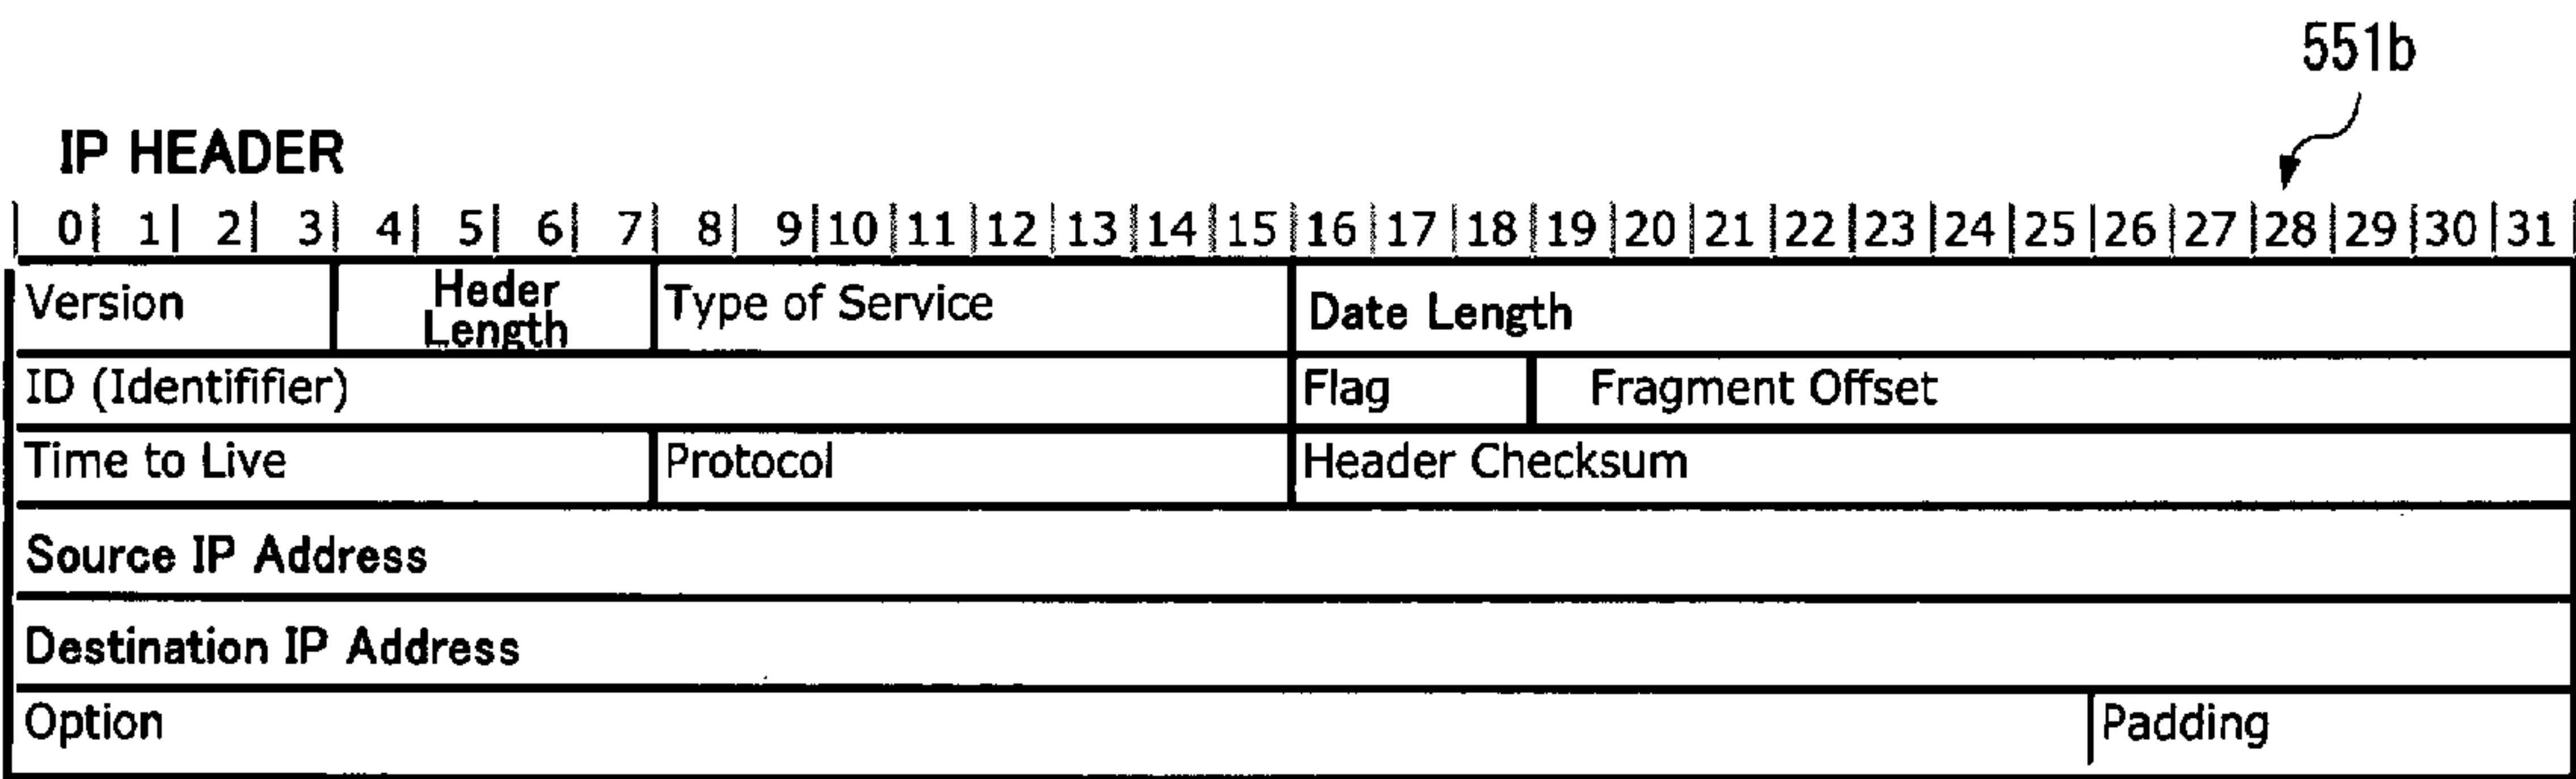 551b
IP HEADER
0 1 2 3 4 5 6 7 8 9 10 11 12 13 14 15 16 17 18 19 20 21 22 23 24 25 26 27 28 29 30 31
Version Heder Length Type of Service Date Length
ID (Identififier) Flag Fragment Offset
Time to Live Protocol Header Checksum
Source IP Address
Destination IP Address
Option Padding